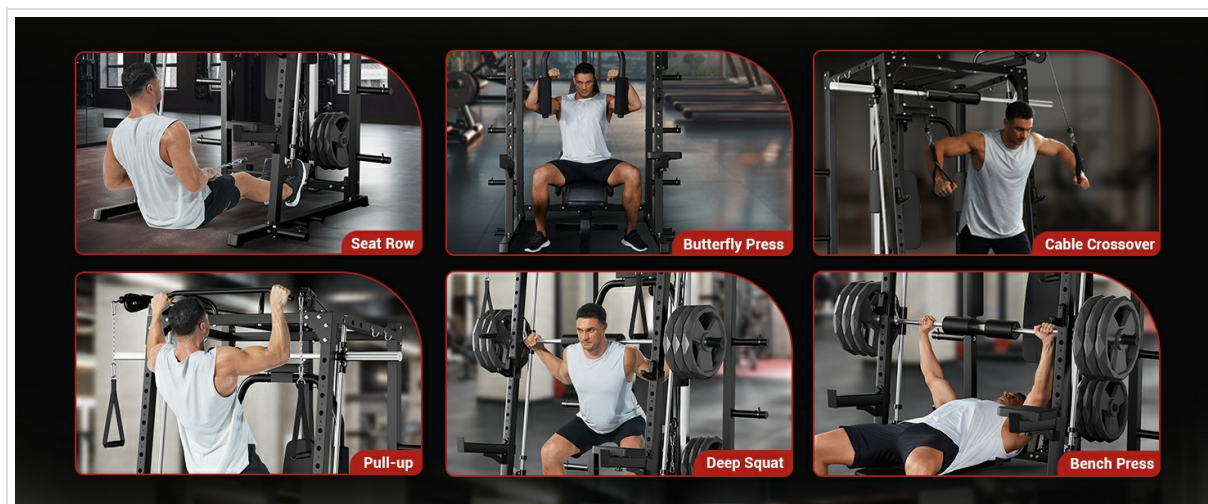 Seat Row
Butterfly Press
Cable Crossover
Pull-up
Deep Squat
Bench Press